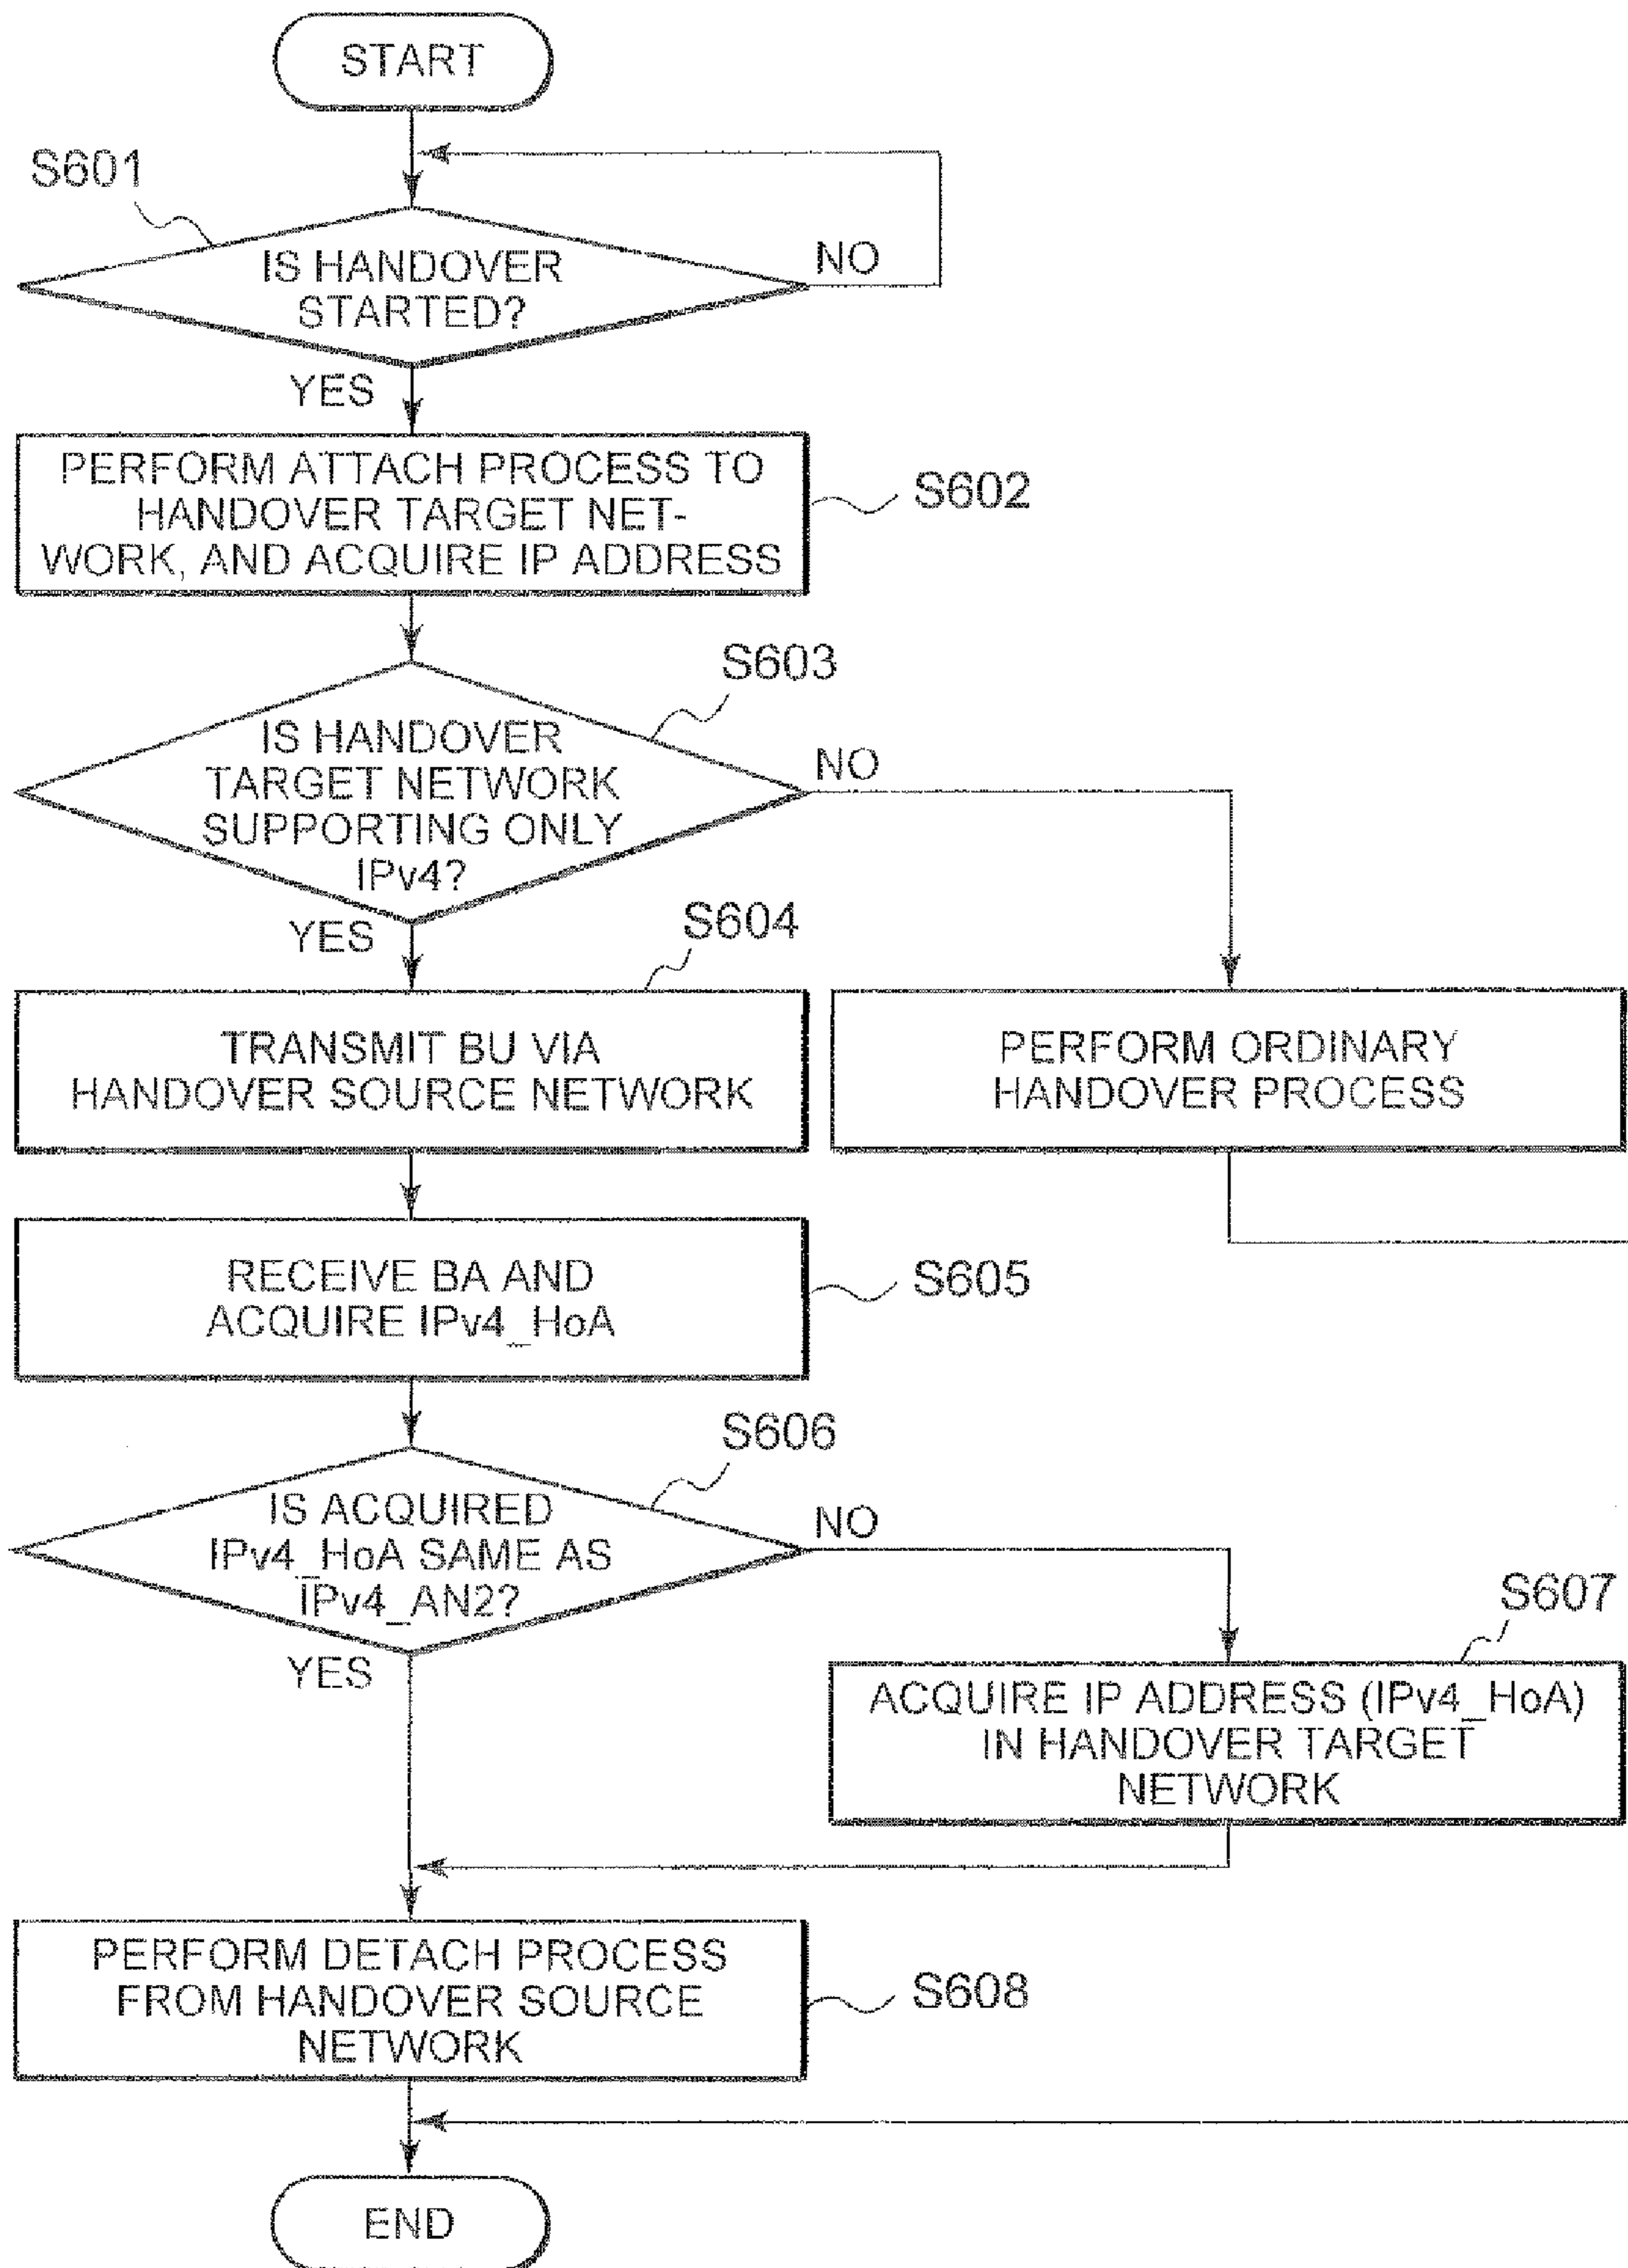 START
S601
IS HANDOVER
STARTED?
NO
YES
PERFORM ATTACH PROCESS TO
HANDOVER TARGET NET-
WORK, AND ACQUIRE IP ADDRESS
S602
S603
IS HANDOVER
TARGET NETWORK
SUPPORTING ONLY
IPv4?
NO
YES
S604
TRANSMIT BU VIA
HANDOVER SOURCE NETWORK
PERFORM ORDINARY
HANDOVER PROCESS
RECEIVE BA AND
ACQUIRE IPv4_HoA
S605
S606
IS ACQUIRED
IPv4_HoA SAME AS
IPv4_AN2?
NO
YES
S607
ACQUIRE IP ADDRESS (IPv4_HoA)
IN HANDOVER TARGET
NETWORK
PERFORM DETACH PROCESS
FROM HANDOVER SOURCE
NETWORK
S608
END